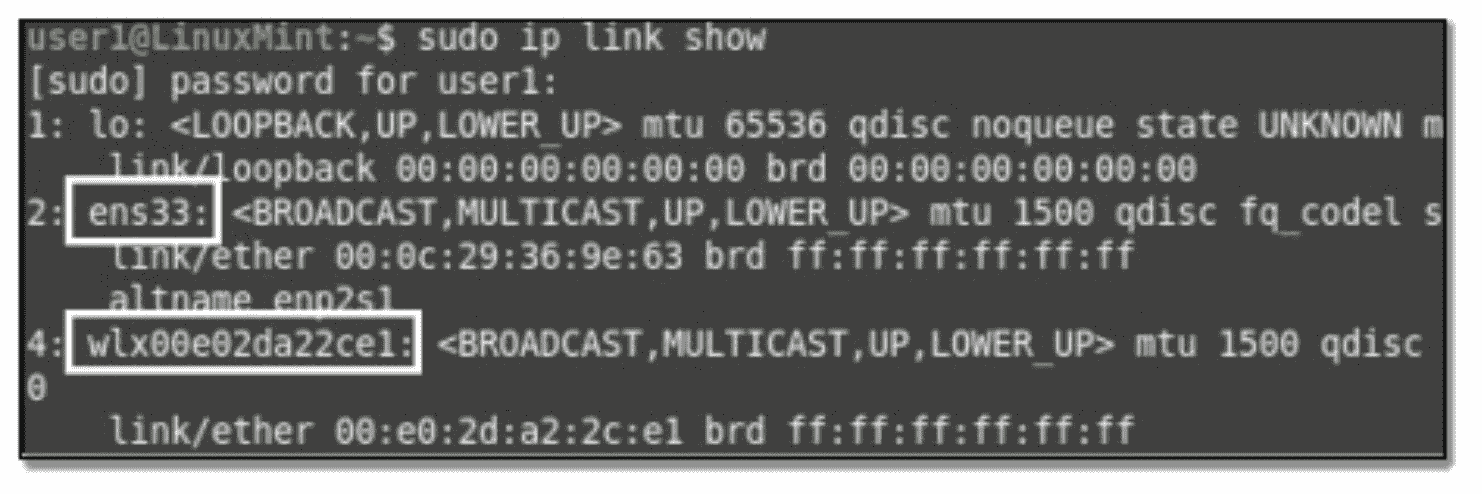 user1@LinuxMint:~$ sudo ip link show
[sudo] password for user1:
1: lo: <LOOPBACK,UP,LOWER_UP> mtu 65536 qdisc noqueue state UNKNOWN m
link/loopback 00:00:00:00:00:00 brd 00:00:00:00:00:00
2: ens33: <BROADCAST,MULTICAST,UP,LOWER_UP> mtu 1500 qdisc fq_codel s
link/ether 00:0c:29:36:9e:63 brd ff:ff:ff:ff:ff:ff
altname enp2s1
4: wlx00e02da22ce1: <BROADCAST,MULTICAST,UP,LOWER_UP> mtu 1500 qdisc
0
link/ether 00:e0:2d:a2:2c:e1 brd ff:ff:ff:ff:ff:ff